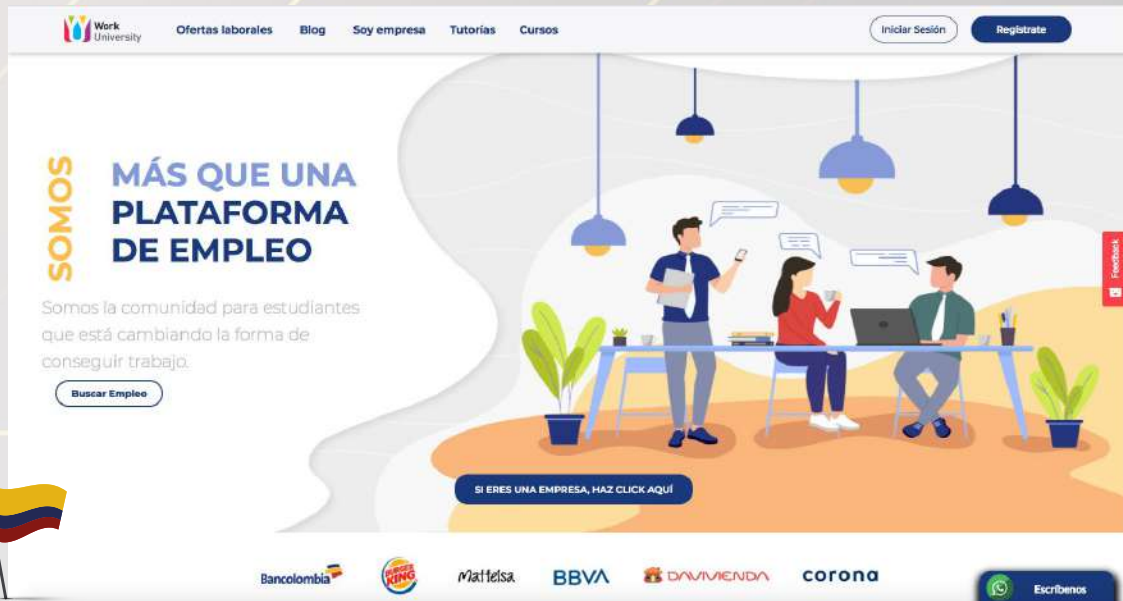 Work
University
Ofertas laborales
Blog
Soy empresa
Tutorías
Cursos
Iniciar Sesión
Registrate
SOMOS
MÁS QUE UNA
PLATAFORMA
DE EMPLEO
Somos la comunidad para estudiantes
que está cambiando la forma de
conseguir trabajo.
Buscar Empleo
Feedback
SI ERES UNA EMPRESA, HAZ CLICK AQUÍ
Bancolombia
BURGER
KING
Mattelsa
BBVA
DAVIVIENDA
corona
Escríbenos